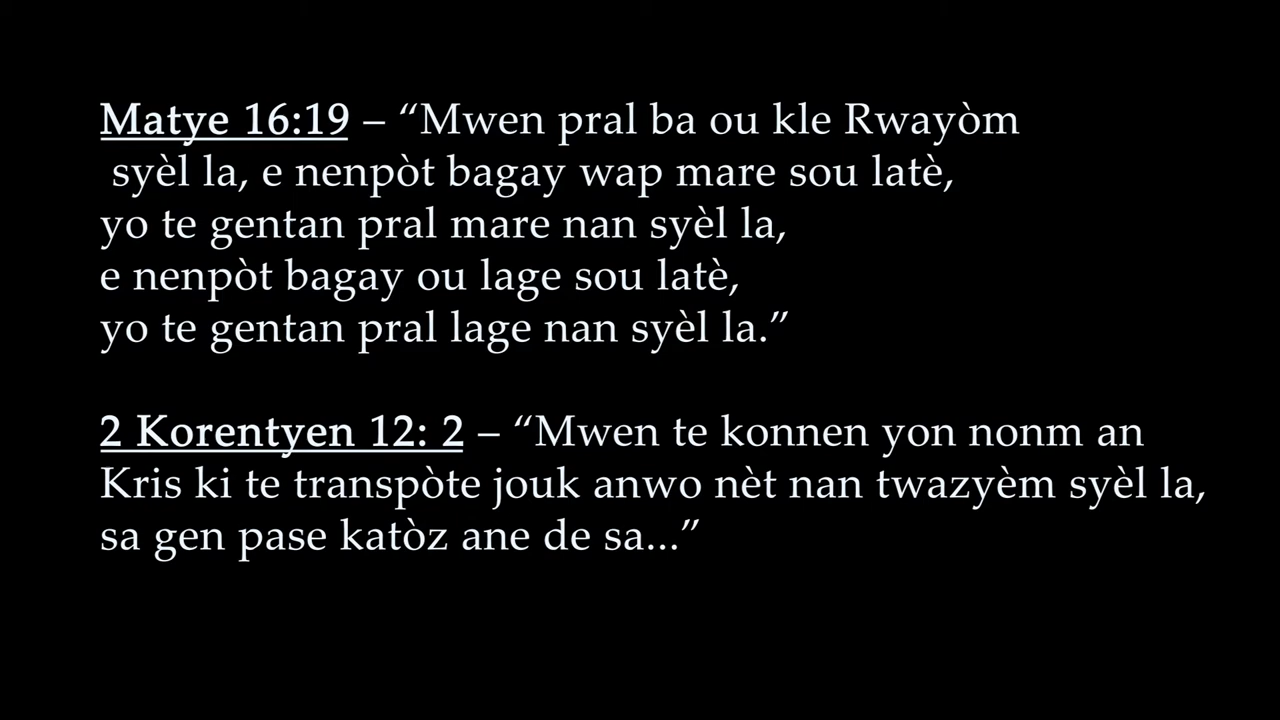 Matye 16:19 – “Mwen pral ba ou kle Rwayòm
syèl la, e nenpòt bagay wap mare sou latè,
yo te gentan pral mare nan syèl la,
e nenpòt bagay ou lage sou latè,
yo te gentan pral lage nan syèl la.”
2 Korentyen 12: 2 – “Mwen te konnen yon nonm an
Kris ki te transpòte jouk anwo nèt nan twazyèm syèl la,
sa gen pase katòz ane de sa...”